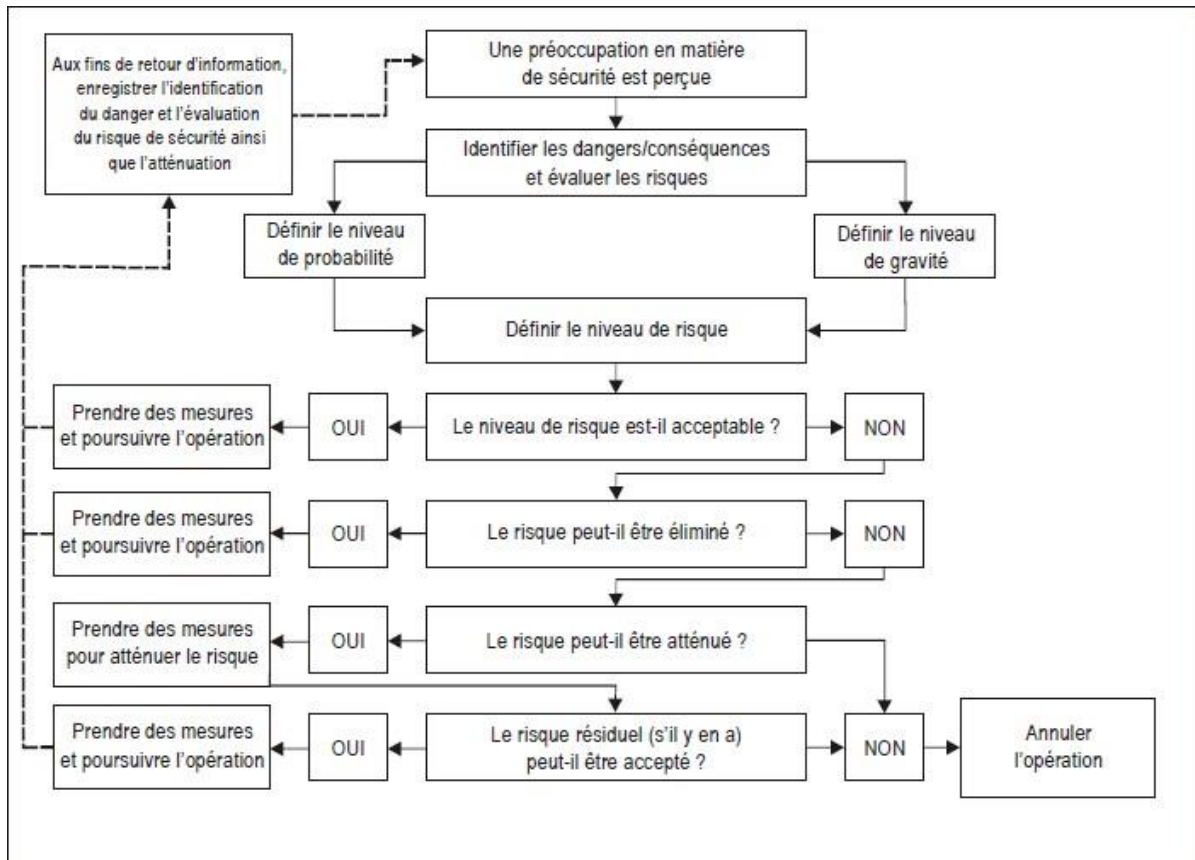 Aux fins de retour d’information,
enregistrer l’identification
du danger et l’évaluation
du risque de sécurité ainsi
que l’atténuation
Une préoccupation en matière
de sécurité est perçue
Identifier les dangers/conséquences
et évaluer les risques
Définir le niveau
de probabilité
Définir le niveau
de gravité
Définir le niveau de risque
Prendre des mesures
et poursuivre l’opération
OUI
Le niveau de risque est-il acceptable ?
NON
Prendre des mesures
et poursuivre l’opération
OUI
Le risque peut-il être éliminé ?
NON
Prendre des mesures
pour atténuer le risque
OUI
Le risque peut-il être atténué ?
Prendre des mesures
et poursuivre l’opération
OUI
Le risque résiduel (s’il y en a)
peut-il être accepté ?
NON
Annuler
l’opération